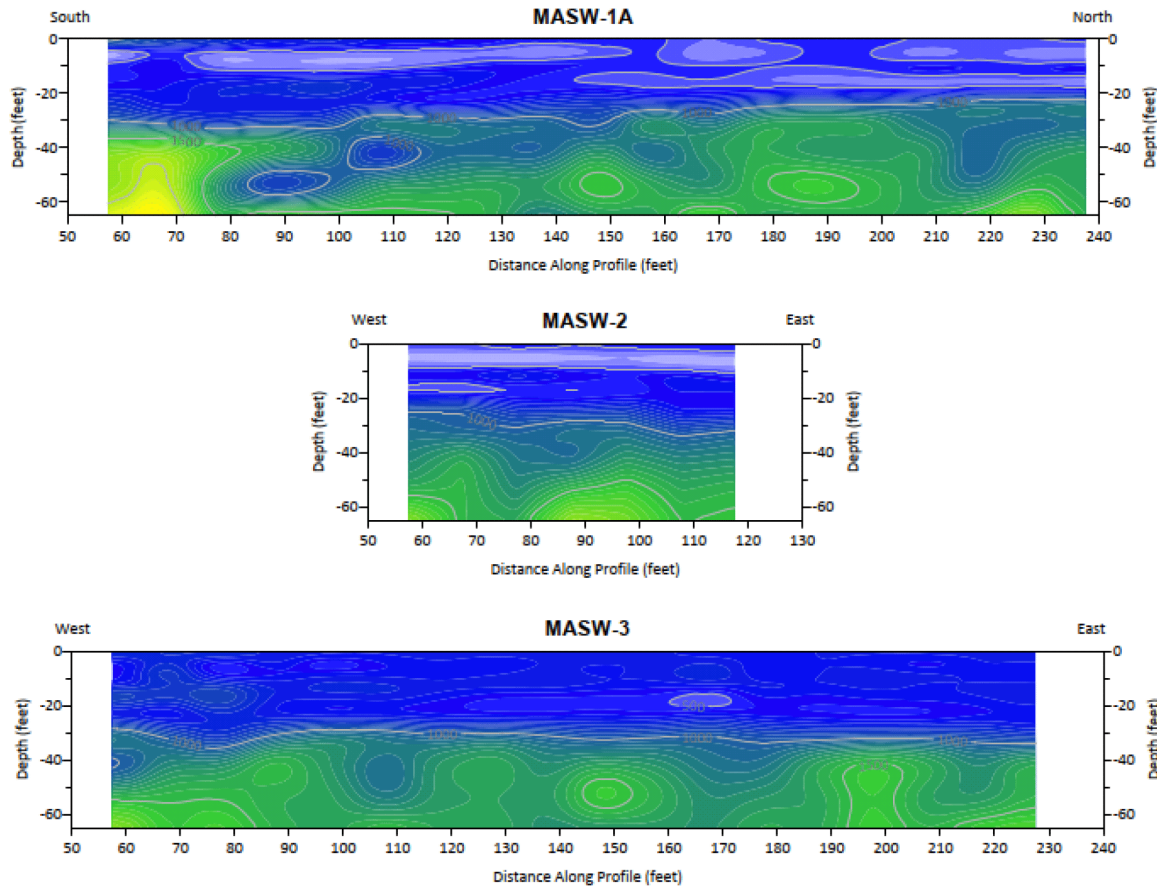 South MASW-1A North
0 0
-20 -20
-40 -40
-60 -60
Depth (feet) Depth (feet)
1500
1000
50 60 70 80 90 100 110 120 130 140 150 160 170 180 190 200 210 220 230 240
Distance Along Profile (feet)
West MASW-2 East
0 0
-20 -20
1000
-40 -40
-60 -60
Depth (feet) Depth (feet)
50 60 70 80 90 100 110 120 130
Distance Along Profile (feet)
West MASW-3 East
0 0
-20 500 -20
1000 1000 1000 1000
-40 -40
-60 -60
Depth (feet) Depth (feet)
50 60 70 80 90 100 110 120 130 140 150 160 170 180 190 200 210 220 230 240
Distance Along Profile (feet)